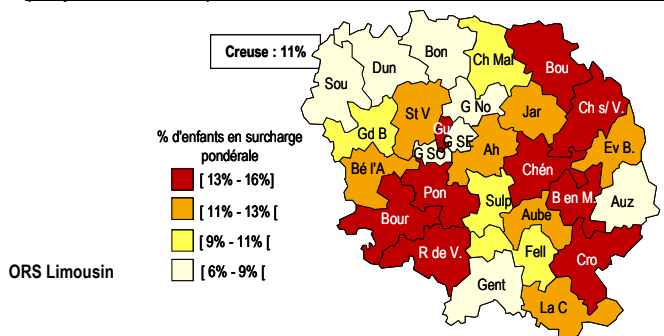 Creuse : 11%
Bon
Ch Mal
Dun
Bou
Sou
G No
Ch s/ V.
St V
Jar
Gd B
Gu
G SE
% d'enfants en surcharge
pondérale
G SO
Ah
Ev B.
Bé l'A
Chén
[ 13% - 16%]
Pon
Sulp
B en M.
Auz
[ 11% - 13% [
Bour
Aube
[ 9% - 11% [
R de V.
Fell
Cro
ORS Limousin
[ 6% - 9% [
Gent
La C